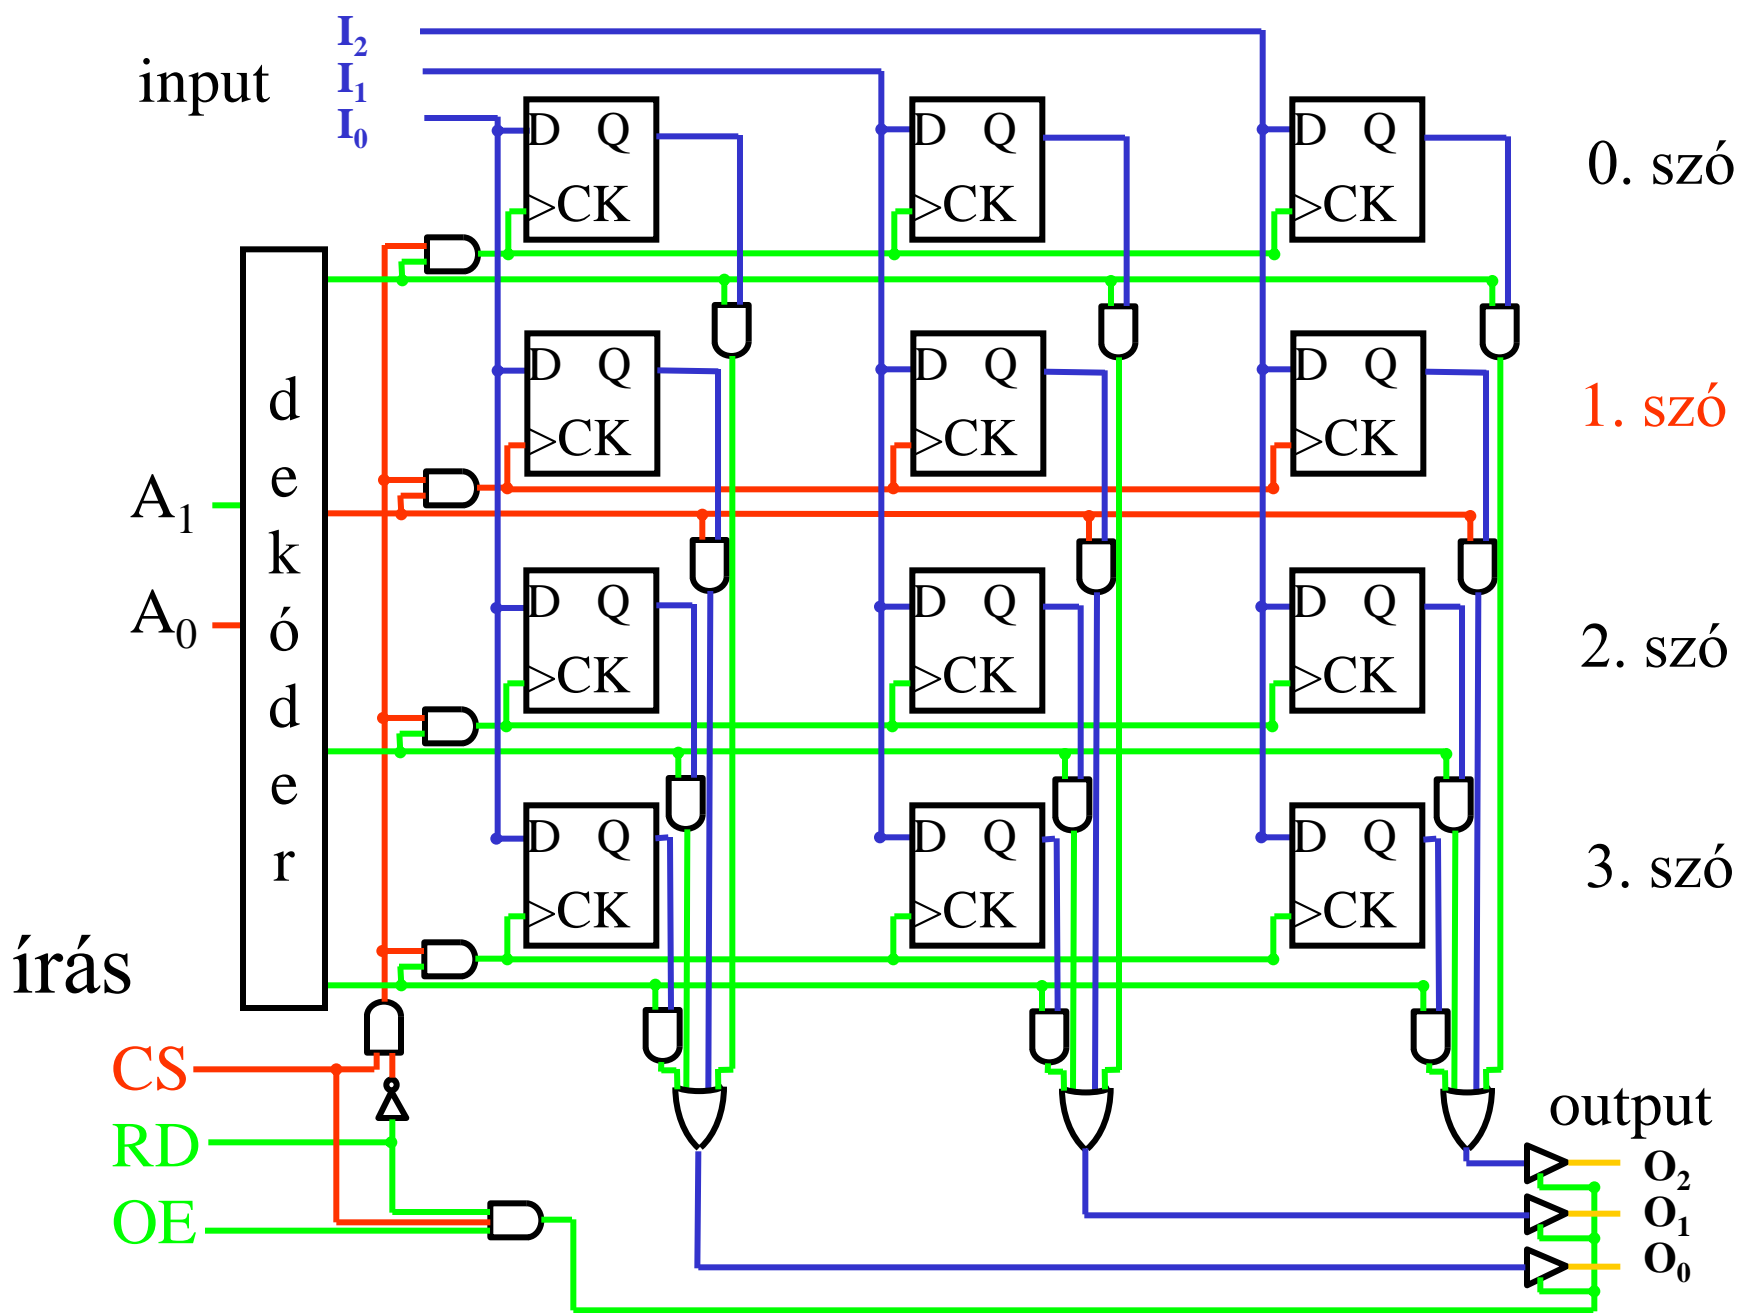 input
I₂
I₁
I₀
D Q
>CK
D Q
>CK
D Q
>CK
0. szó
D Q
>CK
D Q
>CK
D Q
>CK
1. szó
D Q
>CK
D Q
>CK
D Q
>CK
2. szó
D Q
>CK
D Q
>CK
D Q
>CK
3. szó
d
e
k
ó
d
e
r
A₁
A₀
írás
CS
RD
OE
output
O₂
O₁
O₀